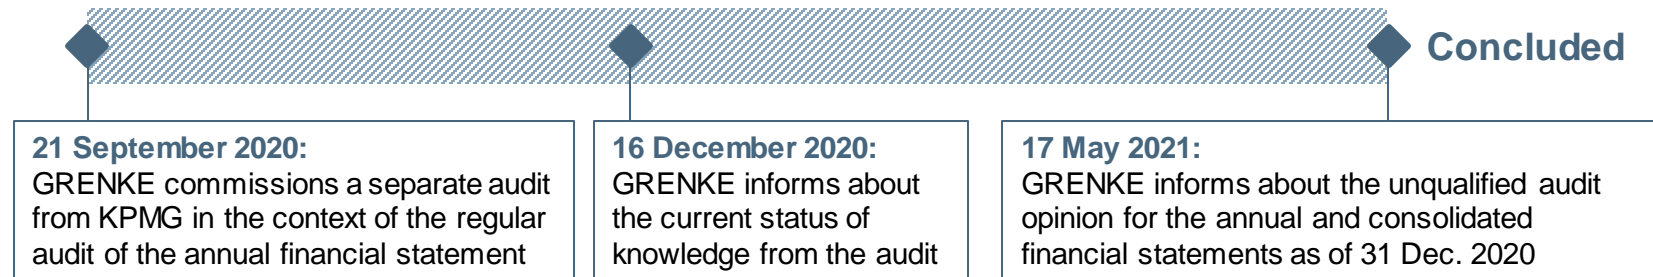 Concluded
21 September 2020:
GRENKE commissions a separate audit
from KPMG in the context of the regular
audit of the annual financial statement
16 December 2020:
GRENKE informs about
the current status of
knowledge from the audit
17 May 2021:
GRENKE informs about the unqualified audit
opinion for the annual and consolidated
financial statements as of 31 Dec. 2020